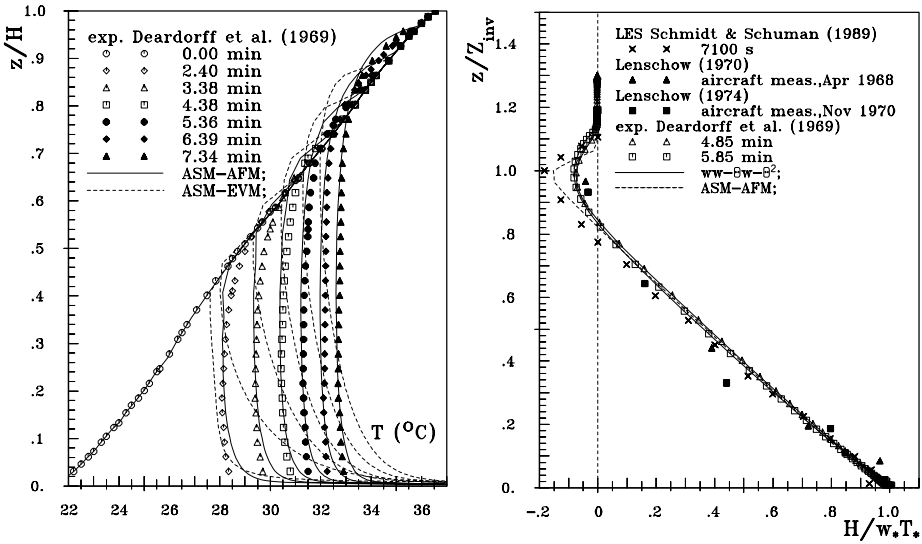 z/H
1.0
.9
.8
.7
.6
.5
.4
.3
.2
.1
0.
22 24 26 28 30 32 34 36
exp. Deardorff et al. (1969)
0.00 min
2.40 min
3.38 min
4.38 min
5.36 min
6.39 min
7.34 min
ASM-AFM;
ASM-EVM;
T (°C)
z/Z_inv
1.4
1.2
1.0
.8
.6
.4
.2
0.
-.2 0 .2 .4 .6 .8 1.0
LES Schmidt & Schuman (1989)
7100 s
Lenschow (1970)
aircraft meas.,Apr 1968
Lenschow (1974)
aircraft meas.,Nov 1970
exp. Deardorff et al. (1969)
4.85 min
5.85 min
ww-θw-θ²;
ASM-AFM;
H/w*T*